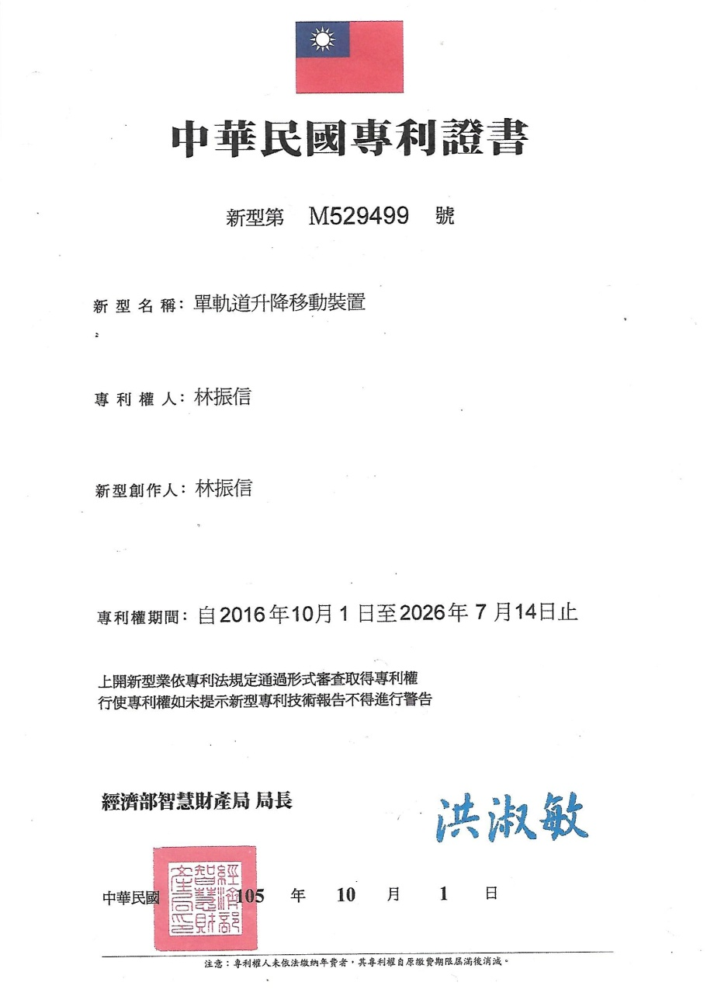 中華民國專利證書
新型第 M529499 號
新型名稱：單軌道升降移動裝置
專利權人：林振信
新型創作人：林振信
專利權期間：自2016年10月1日至2026年7月14日止
上開新型業依專利法規定通過形式審查取得專利權
行使專利權如未提示新型專利技術報告不得進行警告
經濟部智慧財產局 局長
洪淑敏
經濟部
智慧財
產局印
中華民國 105 年 10 月 1 日
注意：專利權人未依法繳納年費者，其專利權自原繳費期限屆滿後消滅。